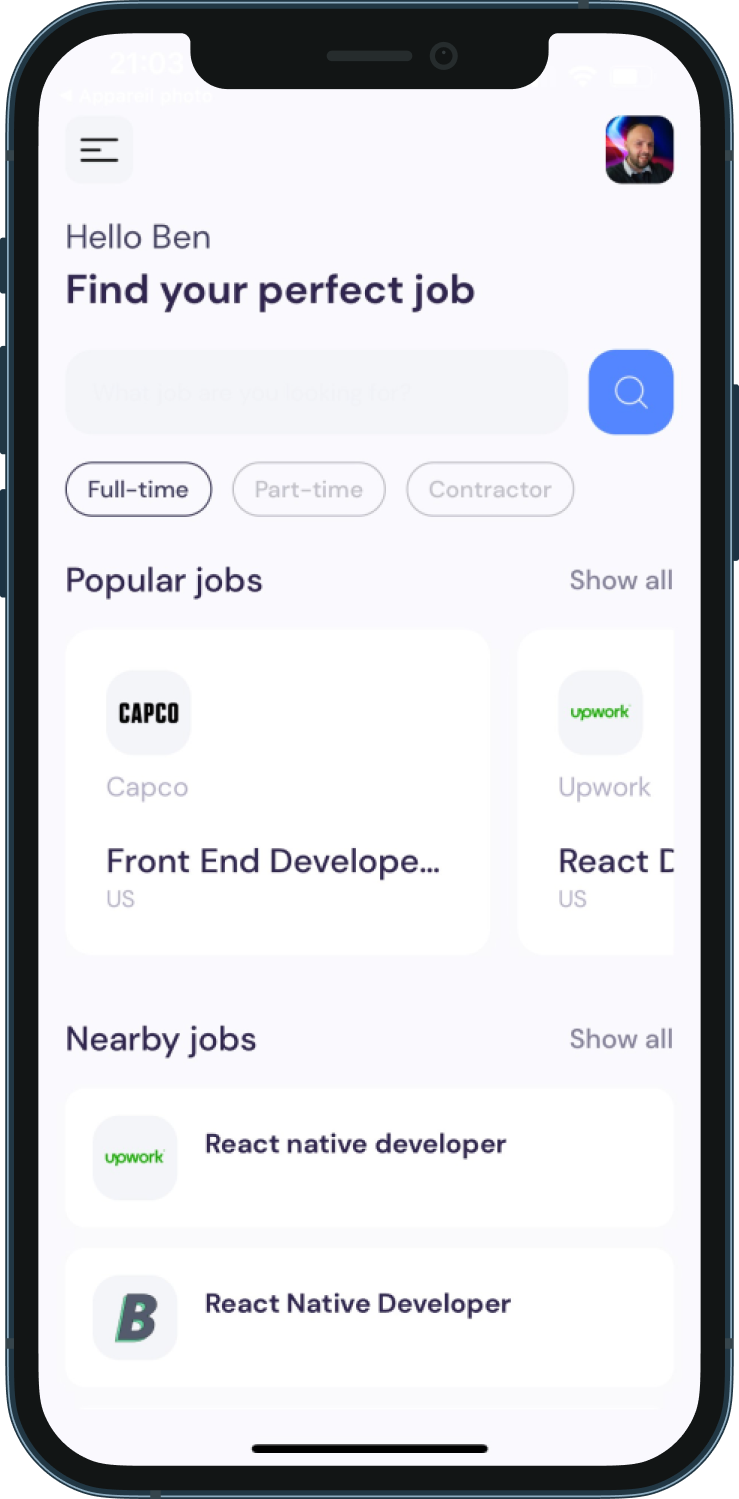 21:03
◀ Appareil photo
Hello Ben
Find your perfect job
What job are you looking for?
Full-time
Part-time
Contractor
Popular jobs
Show all
CAPCO
upwork
Capco
Upwork
Front End Develope...
React D
US
US
Nearby jobs
Show all
upwork
React native developer
B
React Native Developer